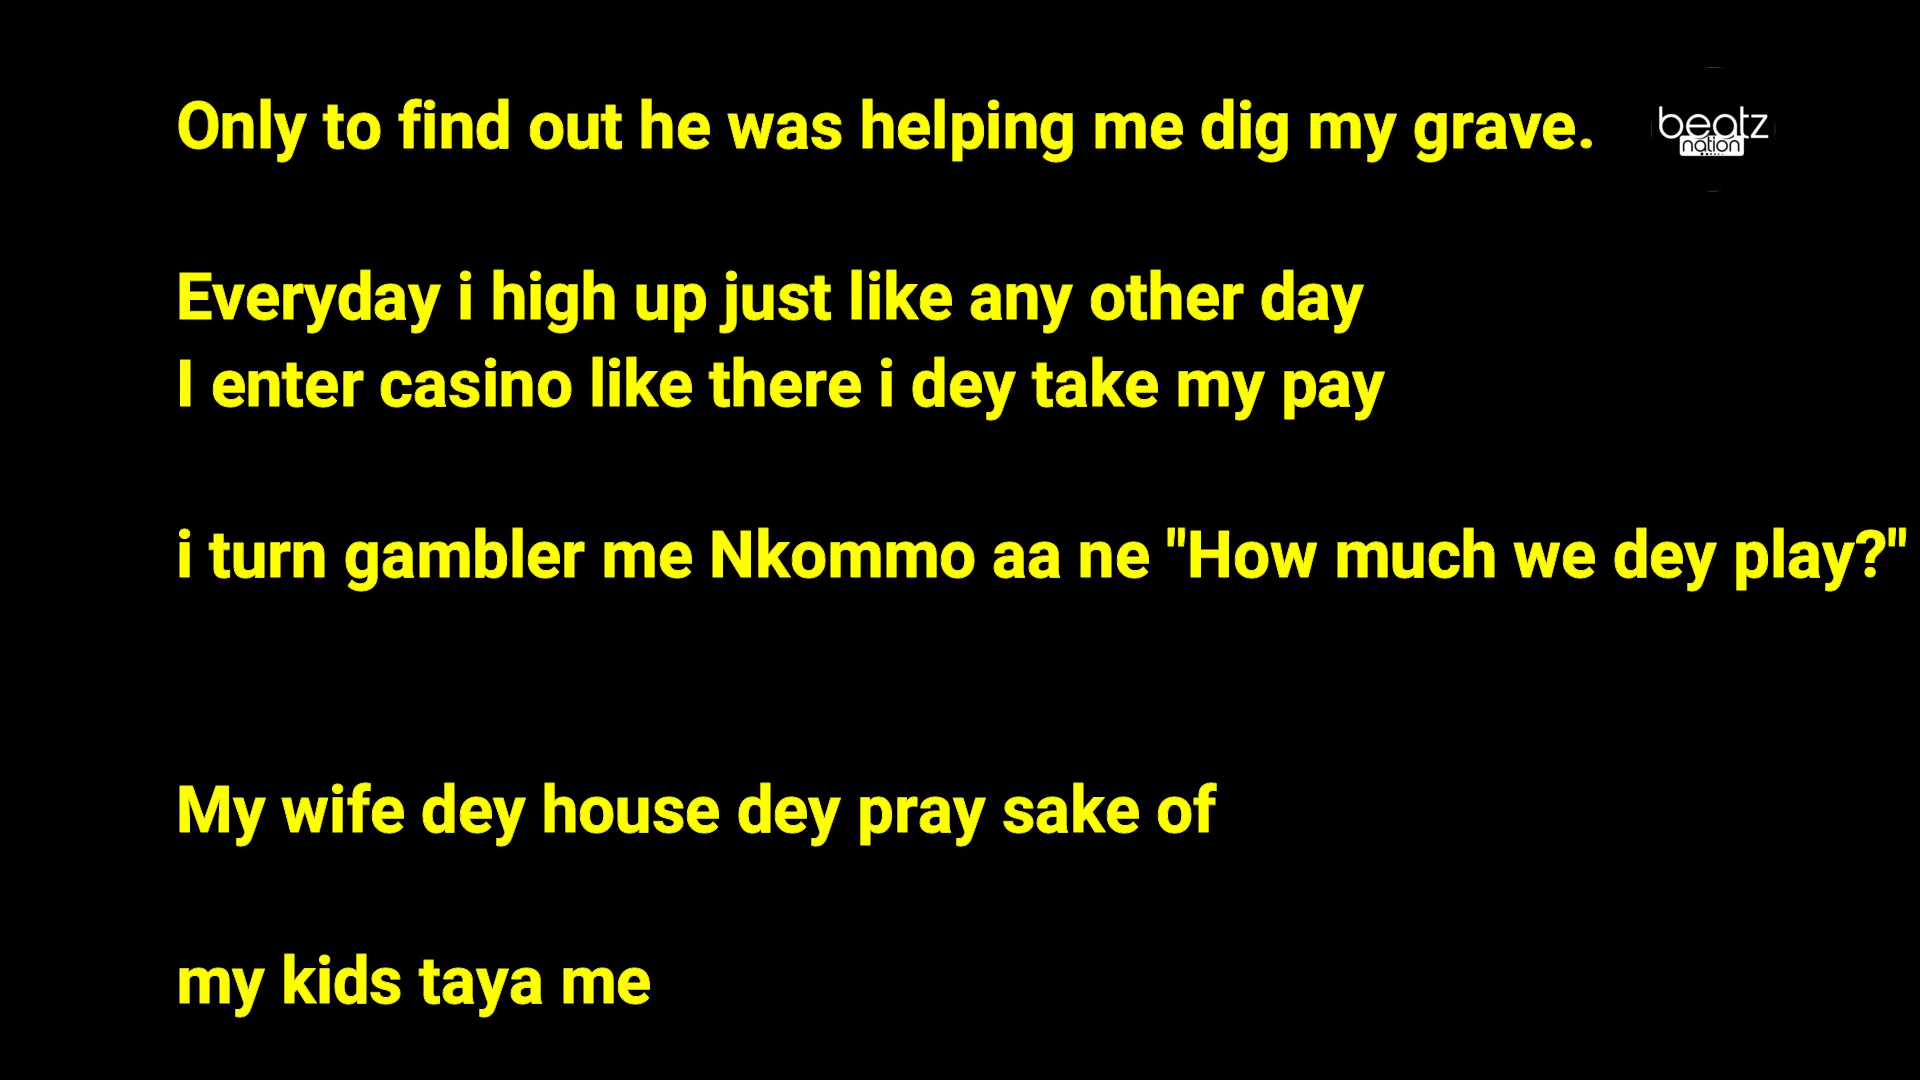 Only to find out he was helping me dig my grave.
beatz
nation
Everyday i high up just like any other day
I enter casino like there i dey take my pay
i turn gambler me Nkommo aa ne "How much we dey play?"
My wife dey house dey pray sake of
my kids taya me